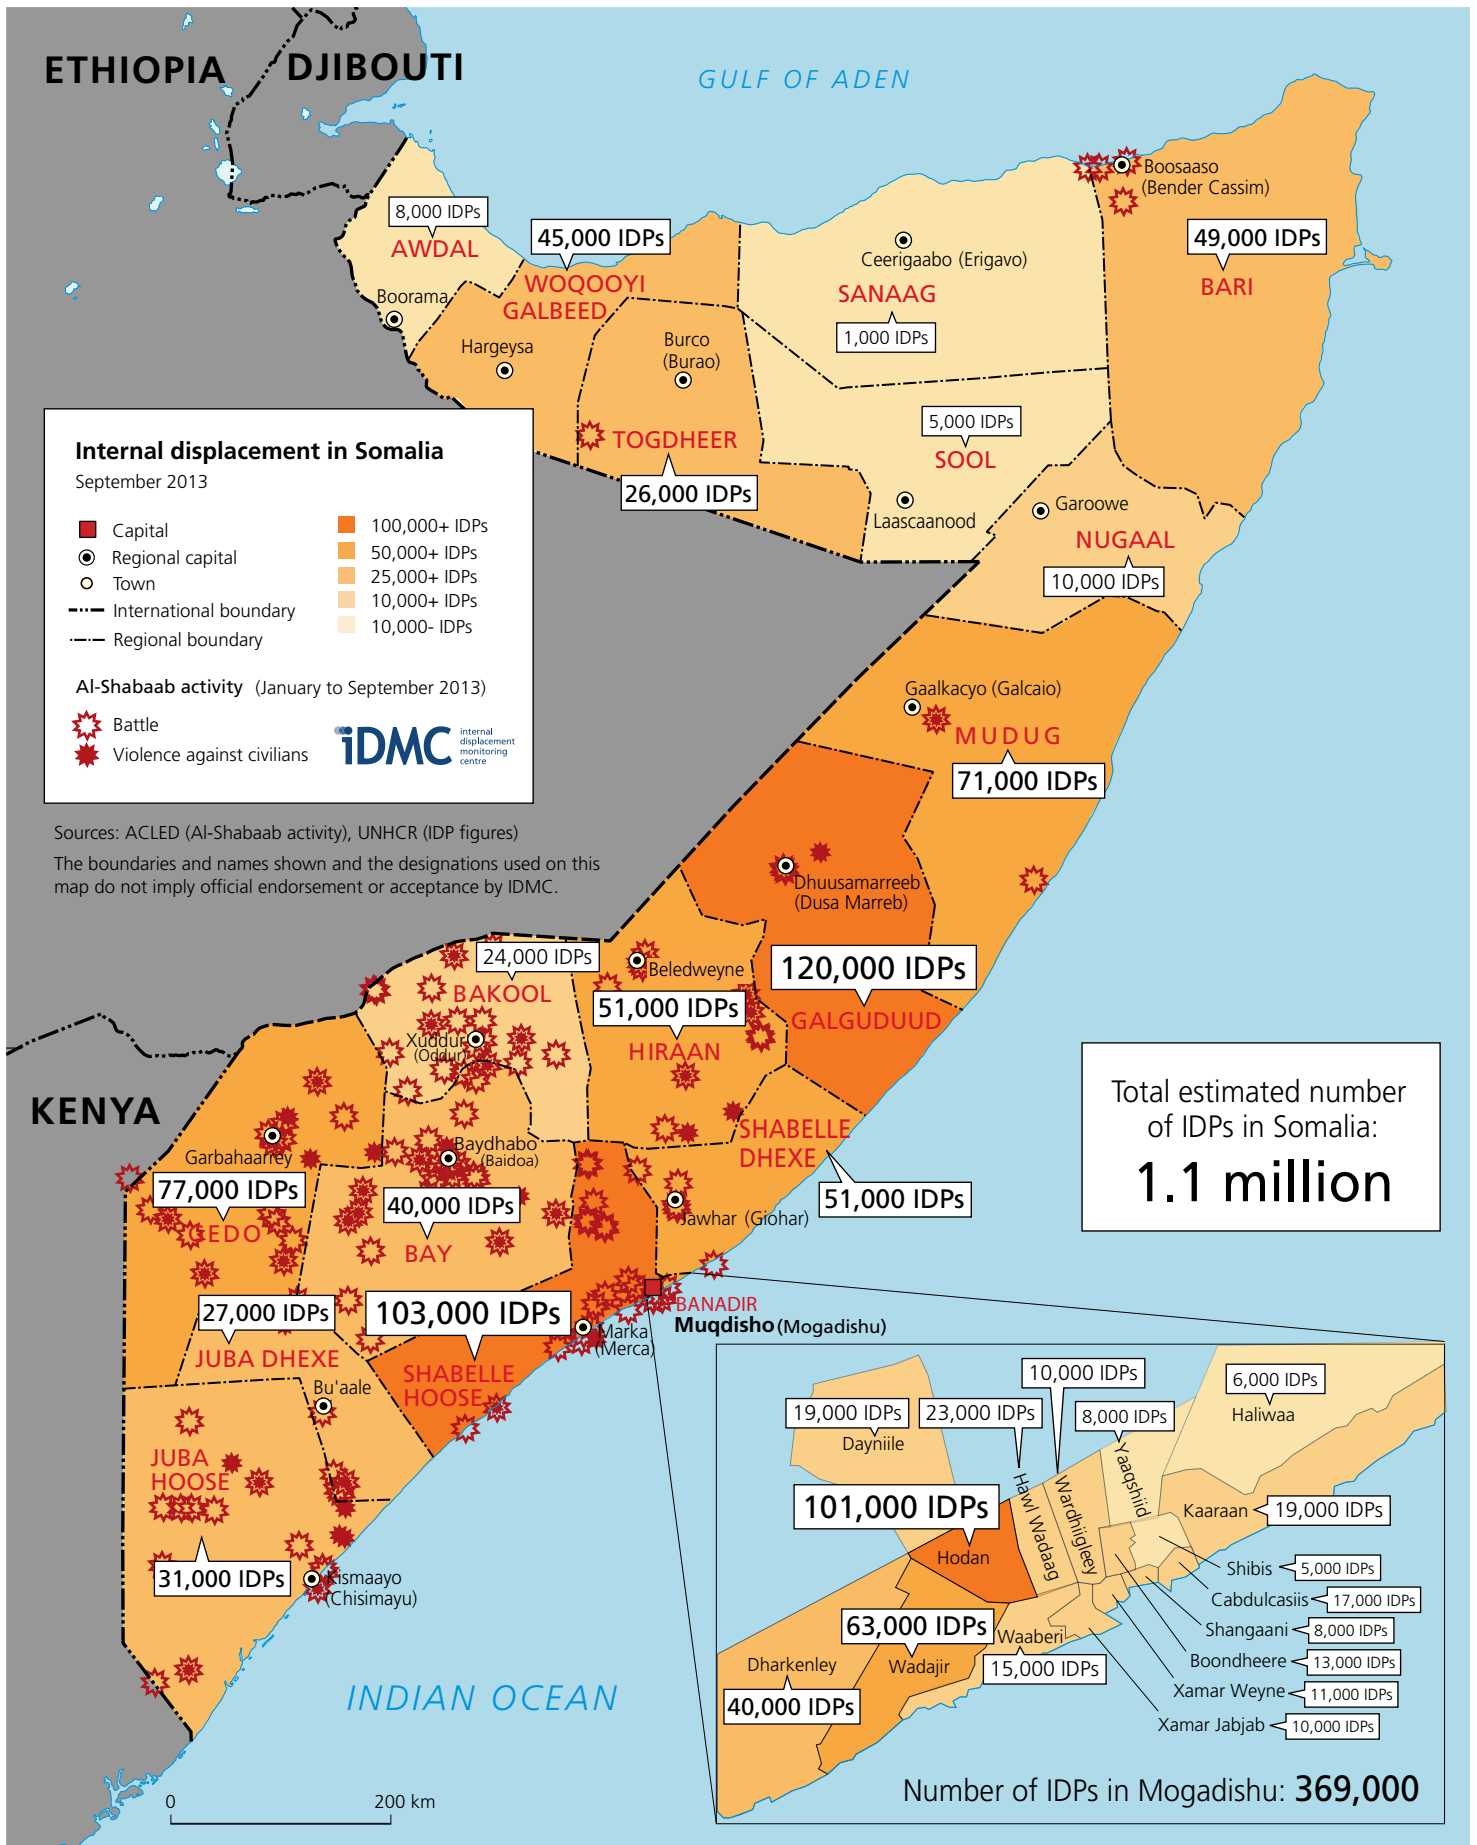 ETHIOPIA
DJIBOUTI
GULF OF ADEN
Boosaaso
(Bender Cassim)
8,000 IDPs
AWDAL
45,000 IDPs
WOQOOYI
GALBEED
49,000 IDPs
BARI
Ceerigaabo (Erigavo)
SANAAG
1,000 IDPs
Boorama
Hargeysa
Burco
(Burao)
TOGDHEER
26,000 IDPs
5,000 IDPs
SOOL
Laascaanood
Garoowe
NUGAAL
10,000 IDPs
Internal displacement in Somalia
September 2013
Capital
Regional capital
Town
International boundary
Regional boundary
100,000+ IDPs
50,000+ IDPs
25,000+ IDPs
10,000+ IDPs
10,000- IDPs
Al-Shabaab activity (January to September 2013)
Battle
Violence against civilians
iDMC
internal
displacement
monitoring
centre
Sources: ACLED (Al-Shabaab activity), UNHCR (IDP figures)
The boundaries and names shown and the designations used on this
map do not imply official endorsement or acceptance by IDMC.
Gaalkacyo (Galcaio)
MUDUG
71,000 IDPs
Dhuusamarreeb
(Dusa Marreb)
120,000 IDPs
GALGUDUUD
24,000 IDPs
BAKOOL
Xuddur
(Oddur)
Beledweyne
51,000 IDPs
HIRAAN
SHABELLE
DHEXE
51,000 IDPs
Jawhar (Giohar)
KENYA
Garbahaarrey
77,000 IDPs
GEDO
Baydhabo
(Baidoa)
40,000 IDPs
BAY
27,000 IDPs
JUBA DHEXE
Bu'aale
103,000 IDPs
SHABELLE
HOOSE
Marka
(Merca)
BANADIR
Muqdisho (Mogadishu)
JUBA
HOOSE
31,000 IDPs
Kismaayo
(Chisimayu)
INDIAN OCEAN
0
200 km
Total estimated number
of IDPs in Somalia:
1.1 million
19,000 IDPs
Dayniile
23,000 IDPs
Hawl Wadaag
10,000 IDPs
Wardhiigleey
8,000 IDPs
Yaaqshiid
6,000 IDPs
Haliwaa
101,000 IDPs
Hodan
Kaaraan
19,000 IDPs
Shibis
5,000 IDPs
Cabdulcasiis
17,000 IDPs
Shangaani
8,000 IDPs
Boondheere
13,000 IDPs
Xamar Weyne
11,000 IDPs
Xamar Jabjab
10,000 IDPs
63,000 IDPs
Wadajir
Waaberi
15,000 IDPs
Dharkenley
40,000 IDPs
Number of IDPs in Mogadishu: 369,000